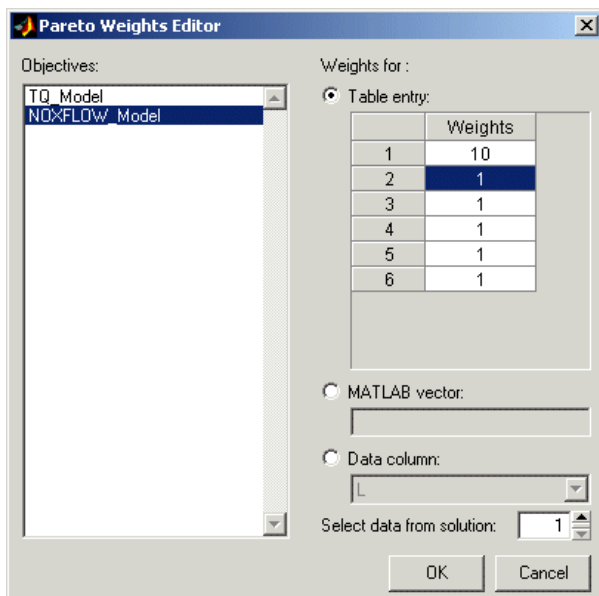 Pareto Weights Editor
Objectives:
TQ_Model
NOXFLOW_Model
Weights for :
Table entry:
Weights
1 10
2 1
3 1
4 1
5 1
6 1
MATLAB vector:
Data column:
L
Select data from solution: 1
OK Cancel